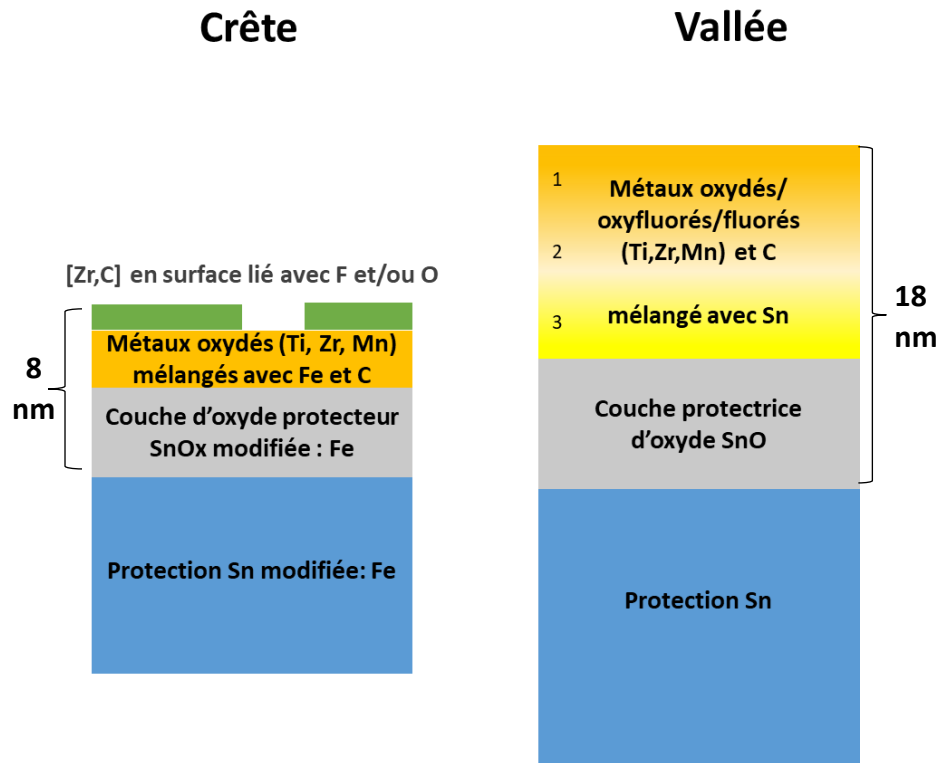 Crête
Vallée
[Zr,C] en surface lié avec F et/ou O
8
nm
Métaux oxydés (Ti, Zr, Mn)
mélangés avec Fe et C
Couche d'oxyde protecteur
SnOx modifiée : Fe
Protection Sn modifiée: Fe
1
Métaux oxydés/
oxyfluorés/fluorés
2
(Ti,Zr,Mn) et C
3
mélangé avec Sn
18
nm
Couche protectrice
d'oxyde SnO
Protection Sn